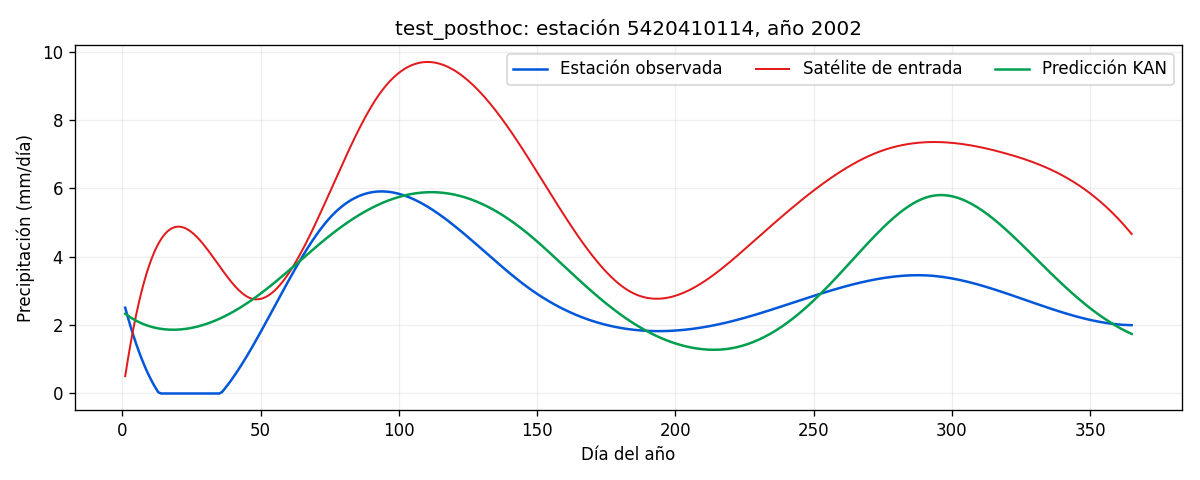 test_posthoc: estación 5420410114, año 2002
Estación observada
Satélite de entrada
Predicción KAN
Precipitación (mm/día)
10
8
6
4
2
0
0 50 100 150 200 250 300 350
Día del año